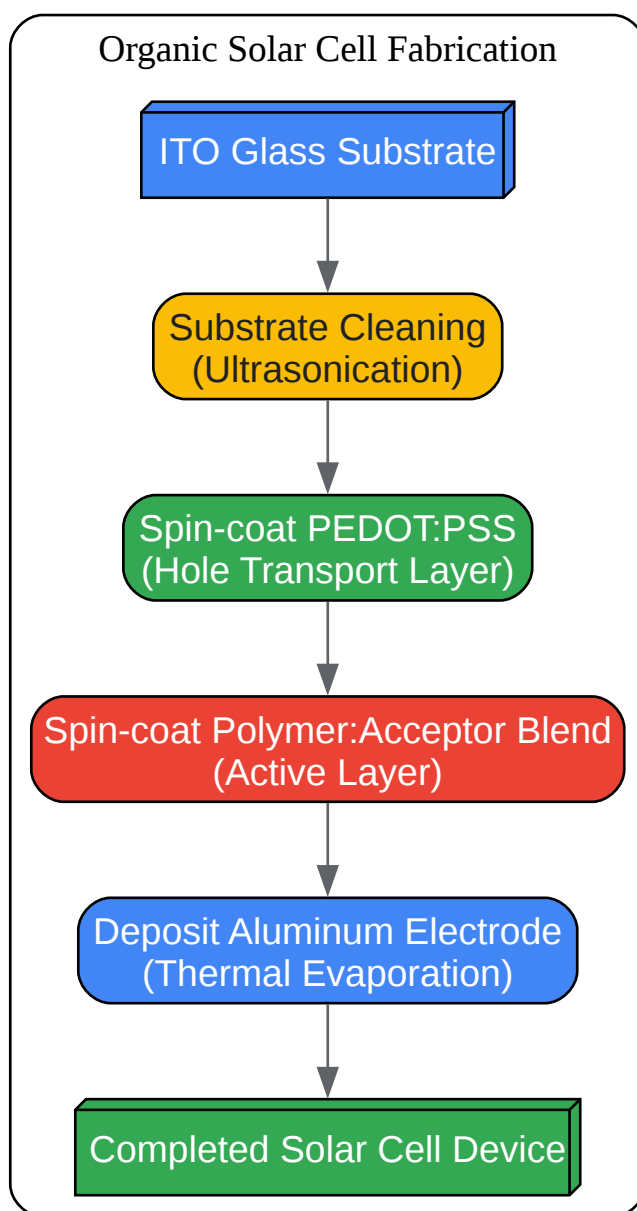 Organic Solar Cell Fabrication
ITO Glass Substrate
Substrate Cleaning
(Ultrasonication)
Spin-coat PEDOT:PSS
(Hole Transport Layer)
Spin-coat Polymer:Acceptor Blend
(Active Layer)
Deposit Aluminum Electrode
(Thermal Evaporation)
Completed Solar Cell Device